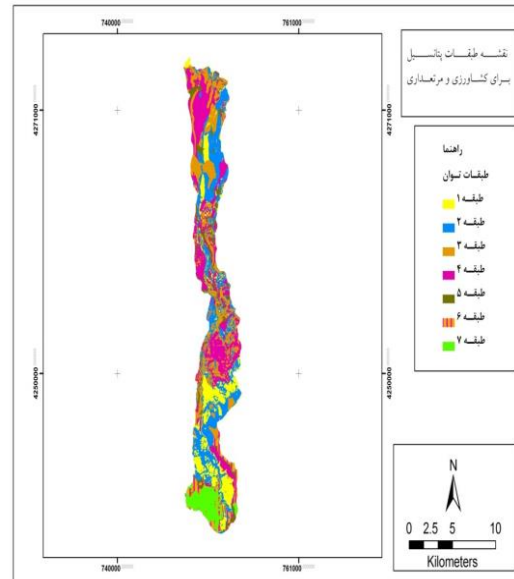 740000
761000
نقشه طبقات پتانسیل
برای کشاورزی و مرتعداری
4271000
4271000
راهنما
طبقات توان
طبقه ۱
طبقه ۲
طبقه ۳
طبقه ۴
طبقه ۵
طبقه ۶
طبقه ۷
4250000
4250000
N
0 2.5 5 10
Kilometers
740000
761000